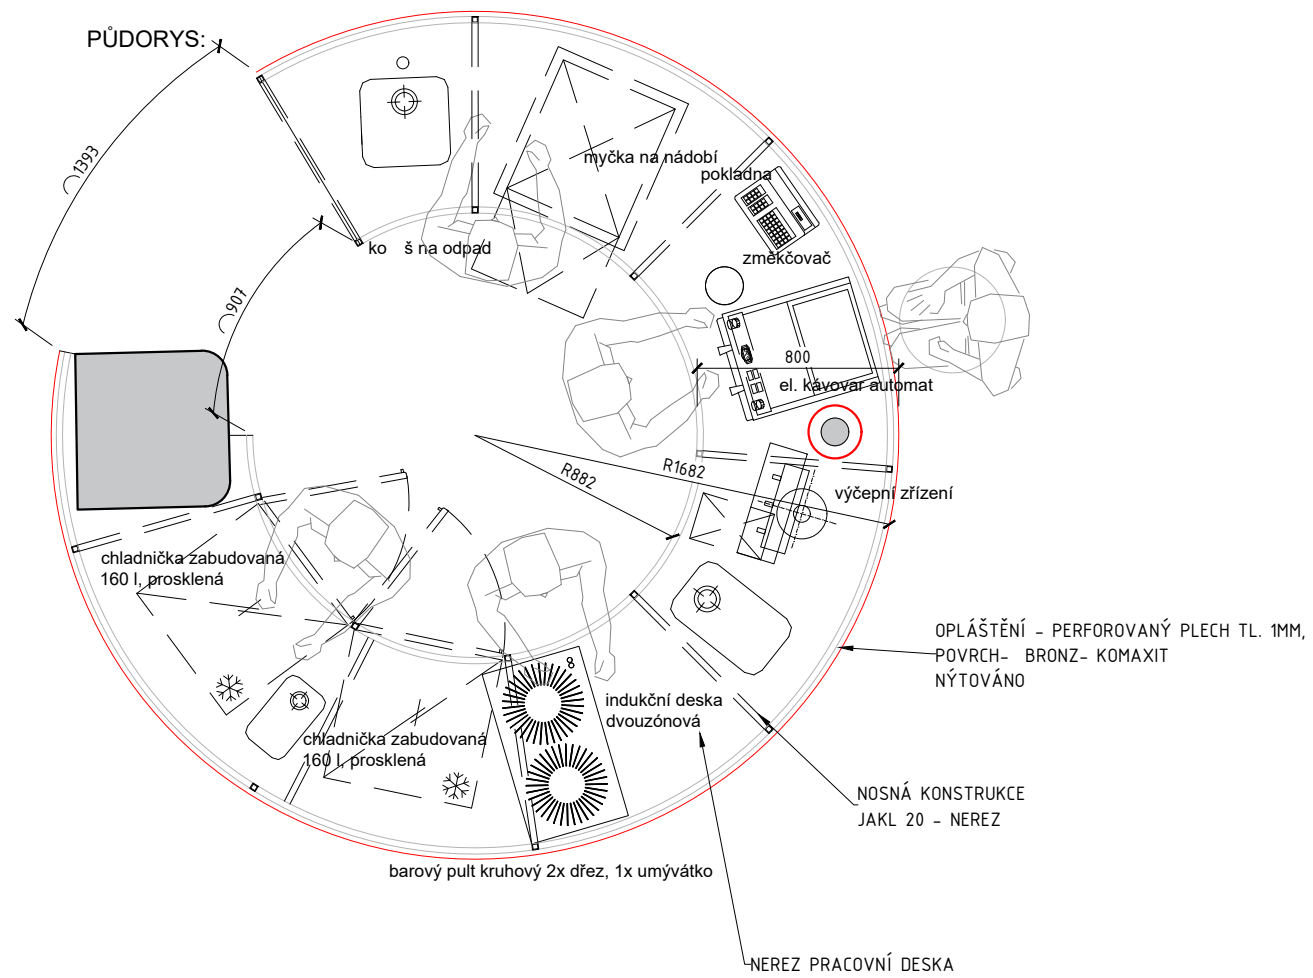 PŮDORYS:
1393
907
myčka na nádobí
pokladna
ko š na odpad
změkčovač
800
el. kávovar automat
R882
R1682
výčepní zřízení
chladnička zabudovaná
160 l, prosklená
OPLÁŠTĚNÍ - PERFOROVANÝ PLECH TL. 1MM,
POVRCH- BRONZ- KOMAXIT
NÝTOVÁNO
indukční deska
dvouzónová
chladnička zabudovaná
160 l, prosklená
NOSNÁ KONSTRUKCE
JAKL 20 - NEREZ
barový pult kruhový 2x dřez, 1x umývátko
NEREZ PRACOVNÍ DESKA